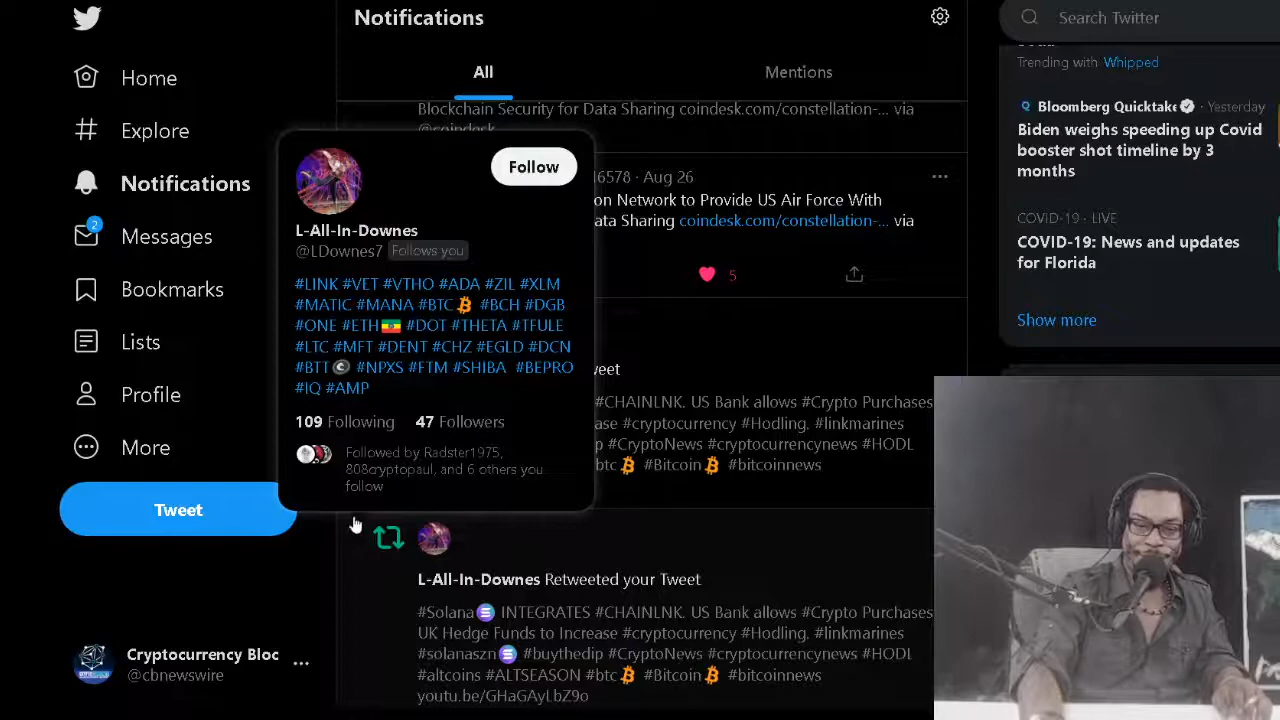 Home
Explore
Notifications
2
Messages
Bookmarks
Lists
Profile
More
Tweet
Cryptocurrency Bloc
@cbnewswire
Notifications
All
Mentions
Blockchain Security for Data Sharing coindesk.com/constellation-... via
@coindesk
Follow
L-All-In-Downes
@LDownes7 Follows you
#LINK #VET #VTHO #ADA #ZIL #XLM
#MATIC #MANA #BTC #BCH #DGB
#ONE #ETH #DOT #THETA #TFULE
#LTC #MFT #DENT #CHZ #EGLD #DCN
#BTT #NPXS #FTM #SHIBA #BEPRO
#IQ #AMP
109 Following 47 Followers
Followed by Radster1975,
808cryptopaul, and 6 others you
follow
6578 · Aug 26
on Network to Provide US Air Force With
ata Sharing coindesk.com/constellation-... via
5
weet
#CHAINLNK. US Bank allows #Crypto Purchases
ase #cryptocurrency #Hodling. #linkmarines
p #CryptoNews #cryptocurrencynews #HODL
btc #Bitcoin #bitcoinnews
L-All-In-Downes Retweeted your Tweet
#Solana INTEGRATES #CHAINLNK. US Bank allows #Crypto Purchases
UK Hedge Funds to Increase #cryptocurrency #Hodling. #linkmarines
#solanaszn #buythedip #CryptoNews #cryptocurrencynews #HODL
#altcoins #ALTSEASON #btc #Bitcoin #bitcoinnews
youtu.be/GHaGAyLbZ9o
Search Twitter
Trending with Whipped
Bloomberg Quicktake · Yesterday
Biden weighs speeding up Covid
booster shot timeline by 3
months
COVID-19 · LIVE
COVID-19: News and updates
for Florida
Show more